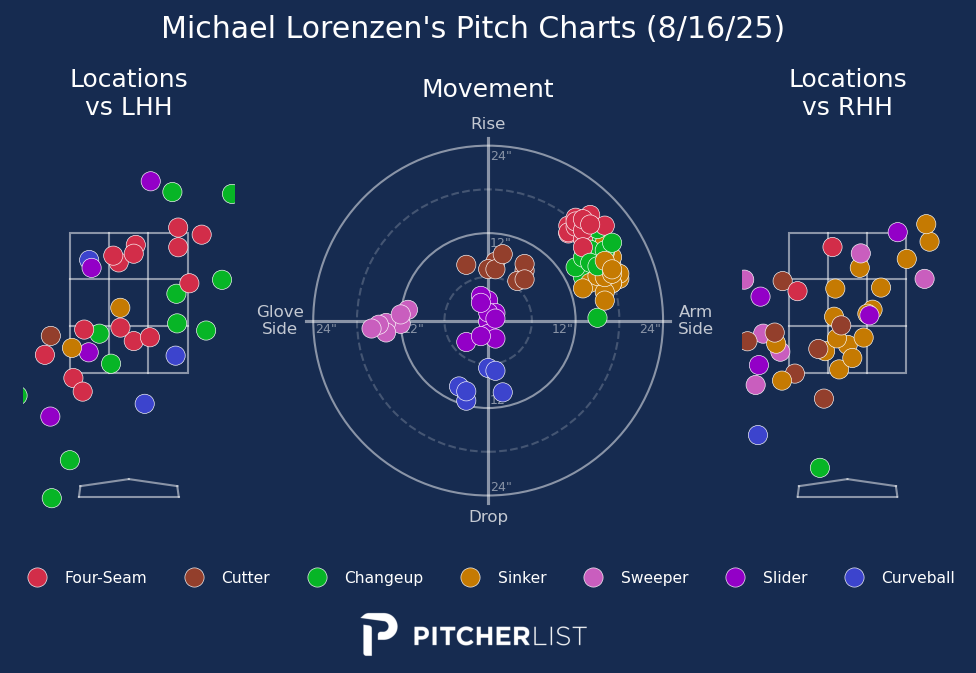 Michael Lorenzen's Pitch Charts (8/16/25)
Locations
vs LHH
Movement
Locations
vs RHH
Rise
24"
12"
Glove
Side
24"
12"
12"
24"
Arm
Side
12"
24"
Drop
Four-Seam
Cutter
Changeup
Sinker
Sweeper
Slider
Curveball
PITCHERLIST